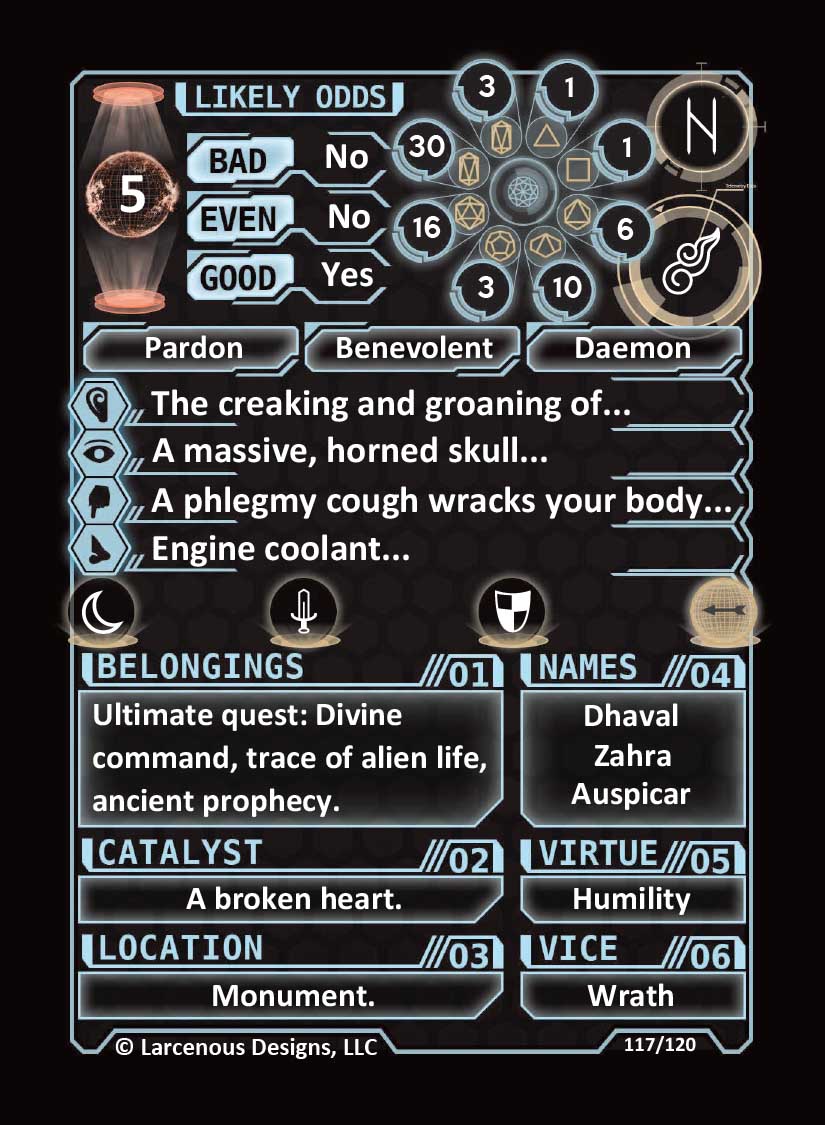 LIKELY ODDS
5
BAD No
EVEN No
GOOD Yes
3 1
30 1
16 6
3 10
Pardon Benevolent Daemon
The creaking and groaning of...
A massive, horned skull...
A phlegmy cough wracks your body...
Engine coolant...
BELONGINGS ///01
Ultimate quest: Divine
command, trace of alien life,
ancient prophecy.
NAMES ///04
Dhaval
Zahra
Auspicar
CATALYST ///02
A broken heart.
VIRTUE ///05
Humility
LOCATION ///03
Monument.
VICE ///06
Wrath
© Larcenous Designs, LLC
117/120